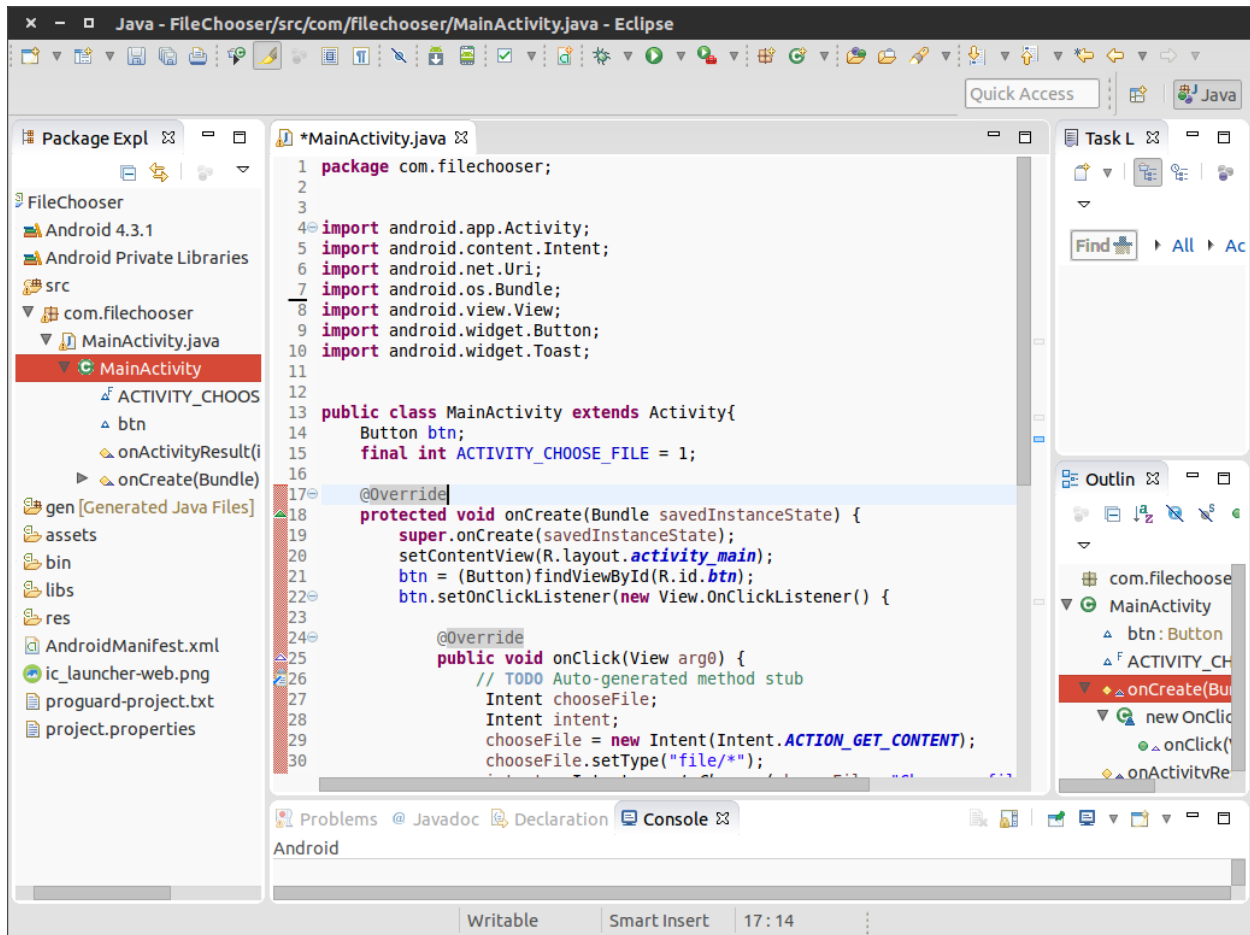 Java - FileChooser/src/com/filechooser/MainActivity.java - Eclipse
Quick Access
Java
Package Expl
FileChooser
Android 4.3.1
Android Private Libraries
src
com.filechooser
MainActivity.java
MainActivity
ACTIVITY_CHOOS
btn
onActivityResult(i
onCreate(Bundle)
gen [Generated Java Files]
assets
bin
libs
res
AndroidManifest.xml
ic_launcher-web.png
proguard-project.txt
project.properties
*MainActivity.java
1 package com.filechooser;
2
3
4 import android.app.Activity;
5 import android.content.Intent;
6 import android.net.Uri;
7 import android.os.Bundle;
8 import android.view.View;
9 import android.widget.Button;
10 import android.widget.Toast;
11
12
13 public class MainActivity extends Activity{
14 Button btn;
15 final int ACTIVITY_CHOOSE_FILE = 1;
16
17 @Override
18 protected void onCreate(Bundle savedInstanceState) {
19 super.onCreate(savedInstanceState);
20 setContentView(R.layout.activity_main);
21 btn = (Button)findViewById(R.id.btn);
22 btn.setOnClickListener(new View.OnClickListener() {
23
24 @Override
25 public void onClick(View arg0) {
26 // TODO Auto-generated method stub
27 Intent chooseFile;
28 Intent intent;
29 chooseFile = new Intent(Intent.ACTION_GET_CONTENT);
30 chooseFile.setType("file/*");
Task L
Find All Ac
Outlin
com.filechoose
MainActivity
btn : Button
ACTIVITY_CH
onCreate(Bu
new OnClic
onClick(
onActivityRe
Problems @ Javadoc Declaration Console
Android
Writable Smart Insert 17 : 14